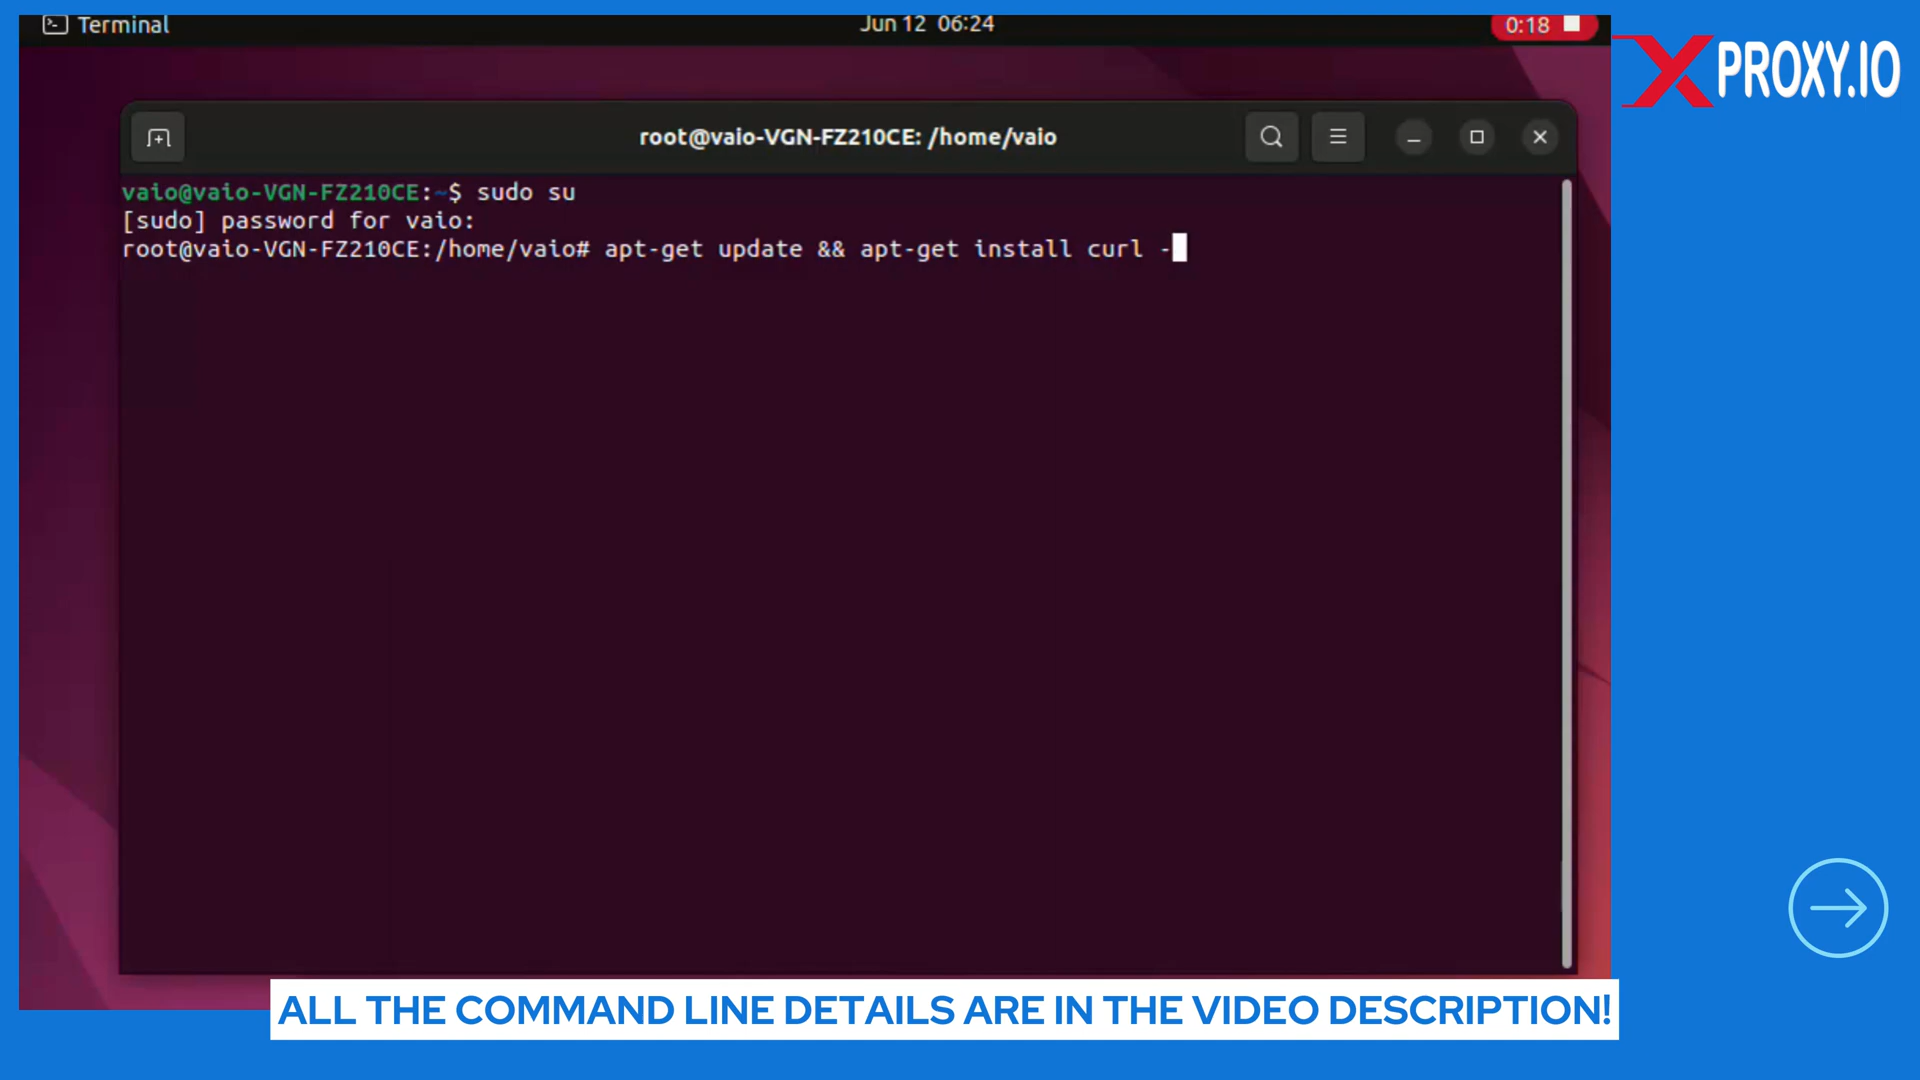 Terminal
Jun 12 06:24
0:18
XPROXY.IO
root@vaio-VGN-FZ210CE: /home/vaio
vaio@vaio-VGN-FZ210CE:~$ sudo su
[sudo] password for vaio:
root@vaio-VGN-FZ210CE:/home/vaio# apt-get update && apt-get install curl -
ALL THE COMMAND LINE DETAILS ARE IN THE VIDEO DESCRIPTION!